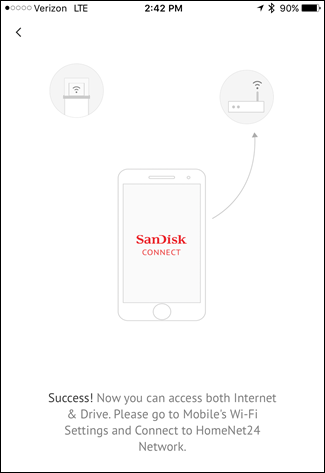 Verizon LTE 2:42 PM 90%
SanDisk
CONNECT
Success! Now you can access both Internet
& Drive. Please go to Mobile's Wi-Fi
Settings and Connect to HomeNet24
Network.